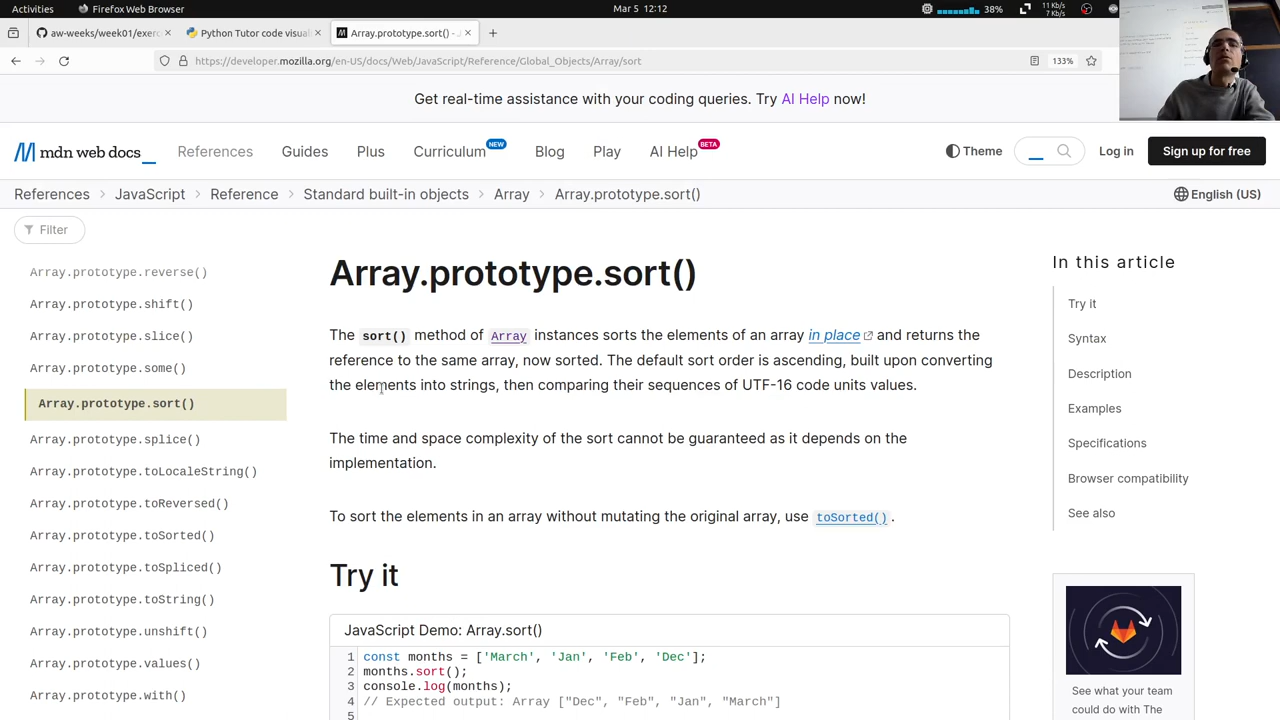 Activities
Firefox Web Browser
Mar 5 12:12
38%
11 Kb/s
7 Kb/s
aw-weeks/week01/exerc
Python Tutor code visuali
Array.prototype.sort() -
https://developer.mozilla.org/en-US/docs/Web/JavaScript/Reference/Global_Objects/Array/sort
133%
Get real-time assistance with your coding queries. Try AI Help now!
mdn web docs_
References
Guides
Plus
Curriculum NEW
Blog
Play
AI Help BETA
Theme
Log in
Sign up for free
References > JavaScript > Reference > Standard built-in objects > Array > Array.prototype.sort()
English (US)
Filter
Array.prototype.reverse()
Array.prototype.shift()
Array.prototype.slice()
Array.prototype.some()
Array.prototype.sort()
Array.prototype.splice()
Array.prototype.toLocaleString()
Array.prototype.toReversed()
Array.prototype.toSorted()
Array.prototype.toSpliced()
Array.prototype.toString()
Array.prototype.unshift()
Array.prototype.values()
Array.prototype.with()
Array.prototype.sort()
The sort() method of Array instances sorts the elements of an array in place and returns the
reference to the same array, now sorted. The default sort order is ascending, built upon converting
the elements into strings, then comparing their sequences of UTF-16 code units values.
The time and space complexity of the sort cannot be guaranteed as it depends on the
implementation.
To sort the elements in an array without mutating the original array, use toSorted().
Try it
JavaScript Demo: Array.sort()
1 const months = ['March', 'Jan', 'Feb', 'Dec'];
2 months.sort();
3 console.log(months);
4 // Expected output: Array ["Dec", "Feb", "Jan", "March"]
5
In this article
Try it
Syntax
Description
Examples
Specifications
Browser compatibility
See also
See what your team
could do with The